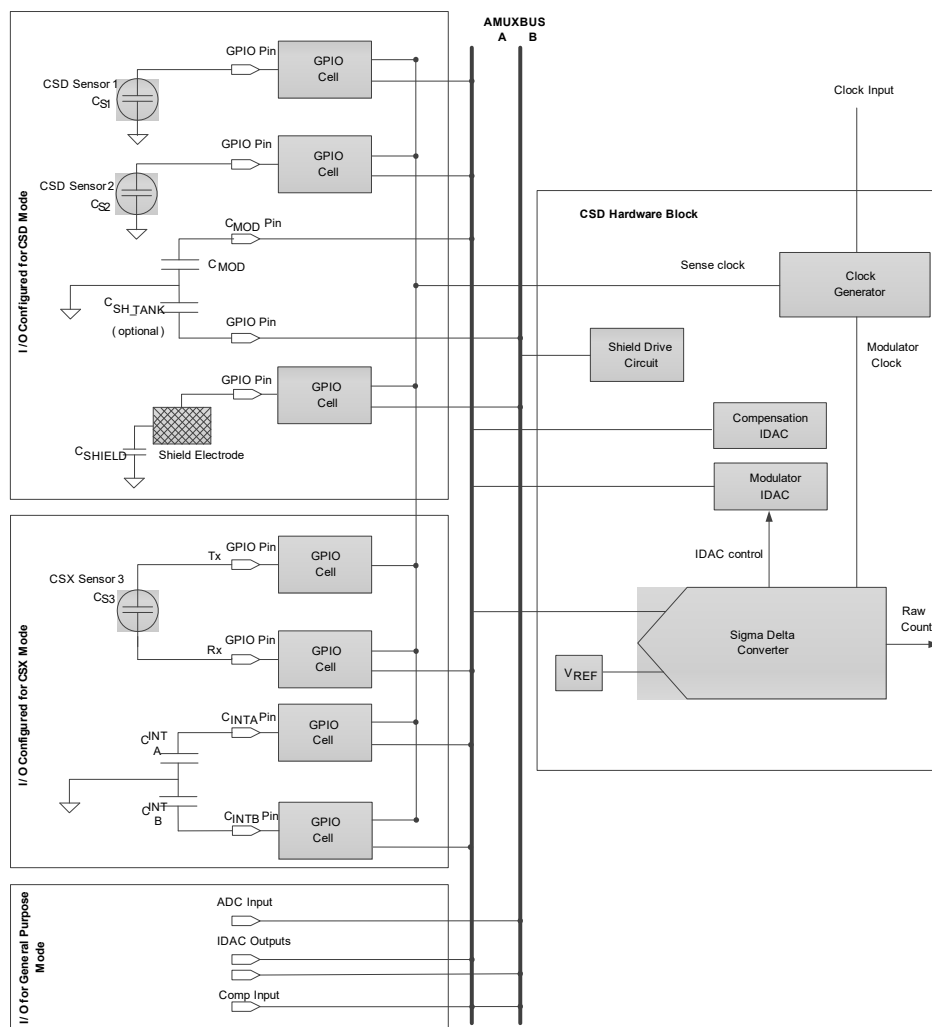 AMUXBUS
A B
I/O Configured for CSD Mode
GPIO Pin
GPIO
Cell
CSD Sensor 1
CS1
GPIO Pin
GPIO
Cell
CSD Sensor 2
CS2
CMOD Pin
CMOD
CSH_TANK
(optional)
GPIO Pin
GPIO Pin
GPIO
Cell
CSHIELD
Shield Electrode
I/O Configured for CSX Mode
Tx
GPIO Pin
GPIO
Cell
CSX Sensor 3
CS3
Rx
GPIO Pin
GPIO
Cell
CINTA Pin
GPIO
Cell
CINT
A
CINT
B
CINTB Pin
GPIO
Cell
I/O for General Purpose
Mode
ADC Input
IDAC Outputs
Comp Input
Clock Input
CSD Hardware Block
Sense clock
Clock
Generator
Shield Drive
Circuit
Modulator
Clock
Compensation
IDAC
Modulator
IDAC
IDAC control
Sigma Delta
Converter
VREF
Raw
Count